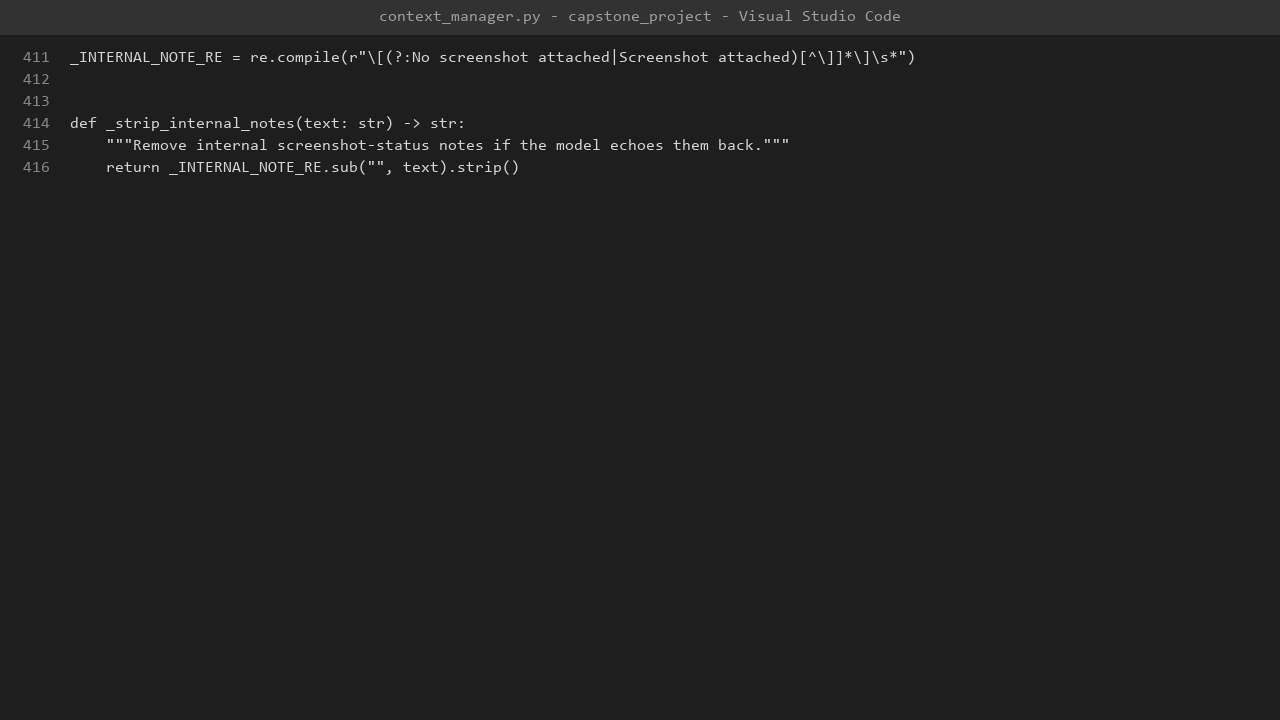 context_manager.py - capstone_project - Visual Studio Code
411 _INTERNAL_NOTE_RE = re.compile(r"\[(?:No screenshot attached|Screenshot attached)[^\]]*\]\s*")
412
413
414 def _strip_internal_notes(text: str) -> str:
415     """Remove internal screenshot-status notes if the model echoes them back."""
416     return _INTERNAL_NOTE_RE.sub("", text).strip()